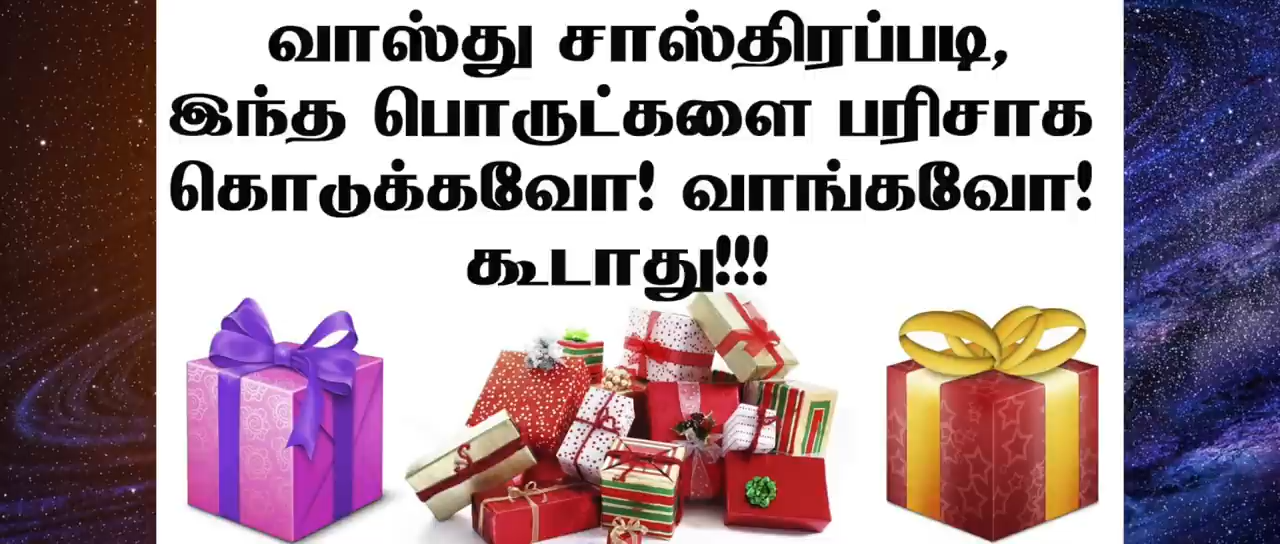 வாஸ்து சாஸ்திரப்படி,
இந்த பொருட்களை பரிசாக
கொடுக்கவோ! வாங்கவோ!
கூடாது!!!